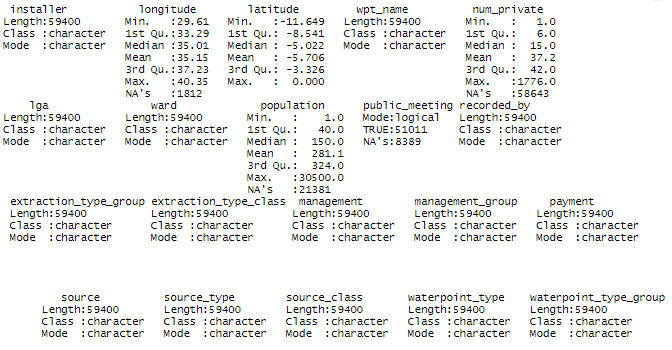 installer longitude latitude wpt_name num_private
Length:59400 Min. :29.61 Min. :-11.649 Length:59400 Min. : 1.0
Class :character 1st Qu.:33.29 1st Qu.: -8.541 Class :character 1st Qu.: 6.0
Mode :character Median :35.01 Median : -5.022 Mode :character Median : 15.0
Mean :35.15 Mean : -5.706 Mean : 37.2
3rd Qu.:37.23 3rd Qu.: -3.326 3rd Qu.: 42.0
Max. :40.35 Max. : 0.000 Max. :1776.0
NA's :1812 NA's :58643
lga ward population public_meeting recorded_by
Length:59400 Length:59400 Min. : 1.0 Mode:logical Length:59400
Class :character Class :character 1st Qu.: 40.0 TRUE:51011 Class :character
Mode :character Mode :character Median : 150.0 NA's:8389 Mode :character
Mean : 281.1
3rd Qu.: 324.0
Max. :30500.0
NA's :21381
extraction_type_group extraction_type_class management management_group payment
Length:59400 Length:59400 Length:59400 Length:59400 Length:59400
Class :character Class :character Class :character Class :character Class :character
Mode :character Mode :character Mode :character Mode :character Mode :character
source source_type source_class waterpoint_type waterpoint_type_group
Length:59400 Length:59400 Length:59400 Length:59400 Length:59400
Class :character Class :character Class :character Class :character Class :character
Mode :character Mode :character Mode :character Mode :character Mode :character